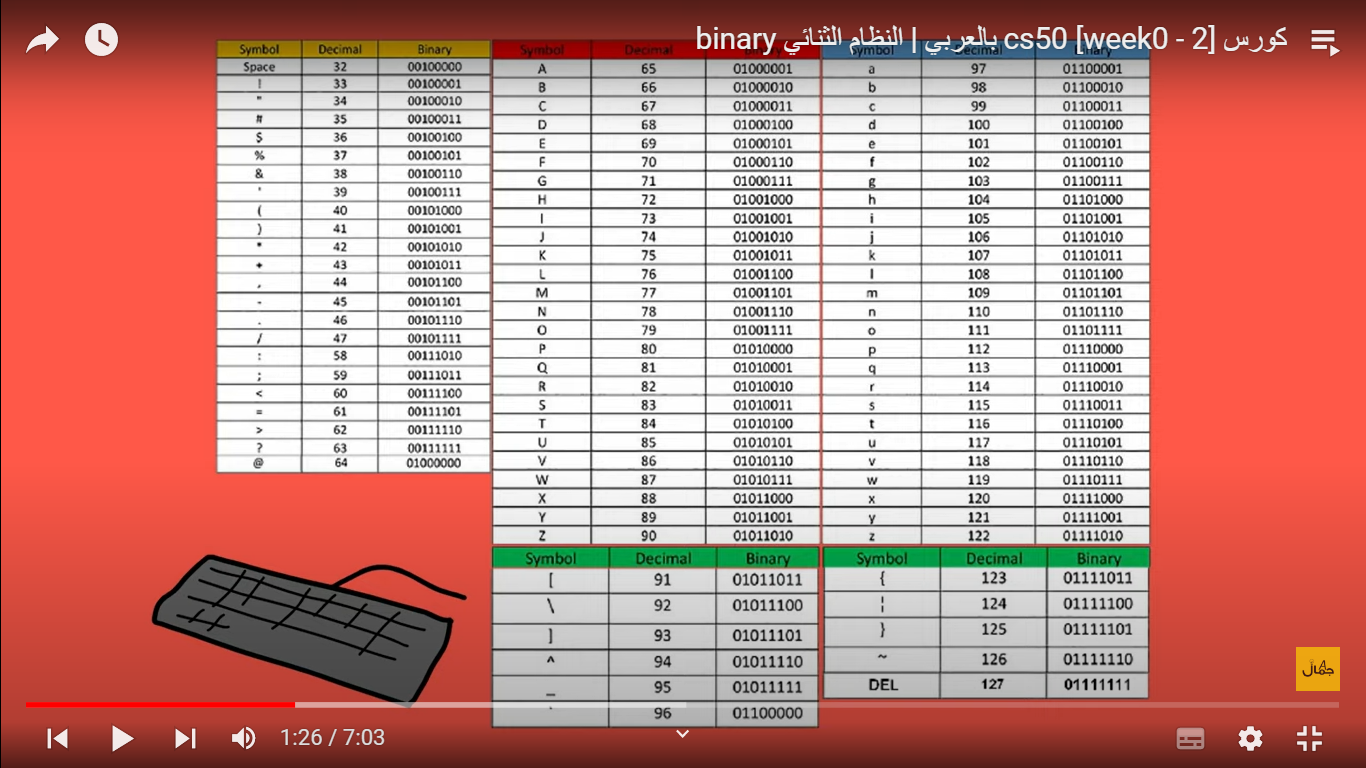 كورس cs50 [week0 - 2] بالعربي | النظام الثنائي binary
Symbol Decimal Binary
Space 32 00100000
! 33 00100001
" 34 00100010
# 35 00100011
$ 36 00100100
% 37 00100101
& 38 00100110
' 39 00100111
( 40 00101000
) 41 00101001
* 42 00101010
+ 43 00101011
, 44 00101100
- 45 00101101
. 46 00101110
/ 47 00101111
: 58 00111010
; 59 00111011
< 60 00111100
= 61 00111101
> 62 00111110
? 63 00111111
@ 64 01000000
Symbol Decimal Binary
A 65 01000001
B 66 01000010
C 67 01000011
D 68 01000100
E 69 01000101
F 70 01000110
G 71 01000111
H 72 01001000
I 73 01001001
J 74 01001010
K 75 01001011
L 76 01001100
M 77 01001101
N 78 01001110
O 79 01001111
P 80 01010000
Q 81 01010001
R 82 01010010
S 83 01010011
T 84 01010100
U 85 01010101
V 86 01010110
W 87 01010111
X 88 01011000
Y 89 01011001
Z 90 01011010
Symbol Decimal Binary
a 97 01100001
b 98 01100010
c 99 01100011
d 100 01100100
e 101 01100101
f 102 01100110
g 103 01100111
h 104 01101000
i 105 01101001
j 106 01101010
k 107 01101011
l 108 01101100
m 109 01101101
n 110 01101110
o 111 01101111
p 112 01110000
q 113 01110001
r 114 01110010
s 115 01110011
t 116 01110100
u 117 01110101
v 118 01110110
w 119 01110111
x 120 01111000
y 121 01111001
z 122 01111010
Symbol Decimal Binary
[ 91 01011011
\ 92 01011100
] 93 01011101
^ 94 01011110
_ 95 01011111
` 96 01100000
Symbol Decimal Binary
{ 123 01111011
¦ 124 01111100
} 125 01111101
~ 126 01111110
DEL 127 01111111
جمال
1:26 / 7:03